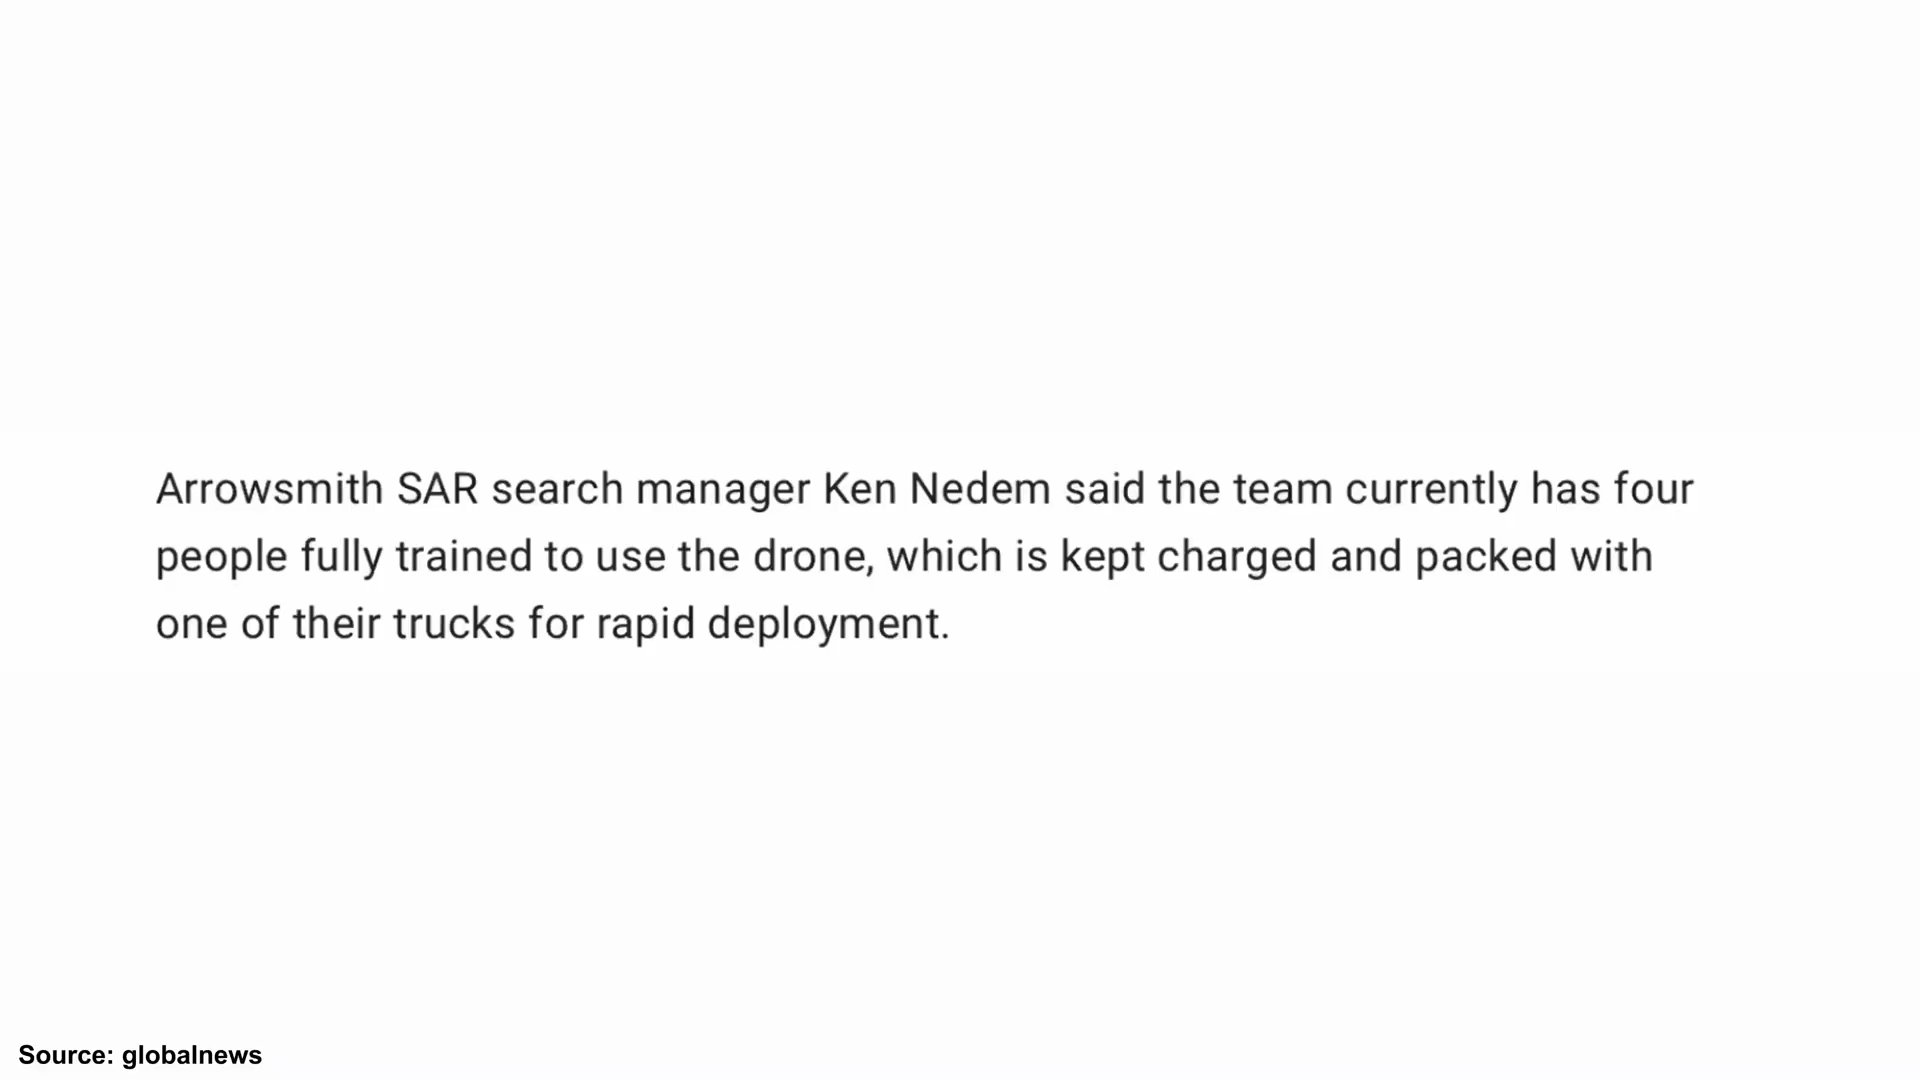 Arrowsmith SAR search manager Ken Nedem said the team currently has four
people fully trained to use the drone, which is kept charged and packed with
one of their trucks for rapid deployment.
Source: globalnews